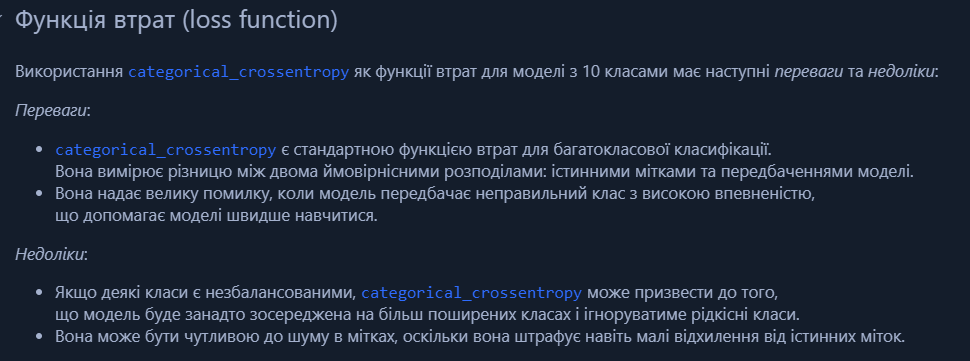 Функція втрат (loss function)
Використання categorical_crossentropy як функції втрат для моделі з 10 класами має наступні переваги та недоліки:
Переваги:
• categorical_crossentropy є стандартною функцією втрат для багатокласової класифікації.
Вона вимірює різницю між двома ймовірнісними розподілами: істинними мітками та передбаченнями моделі.
• Вона надає велику помилку, коли модель передбачає неправильний клас з високою впевненістю,
що допомагає моделі швидше навчитися.
Недоліки:
• Якщо деякі класи є незбалансованими, categorical_crossentropy може призвести до того,
що модель буде занадто зосереджена на більш поширених класах і ігноруватиме рідкісні класи.
• Вона може бути чутливою до шуму в мітках, оскільки вона штрафує навіть малі відхилення від істинних міток.